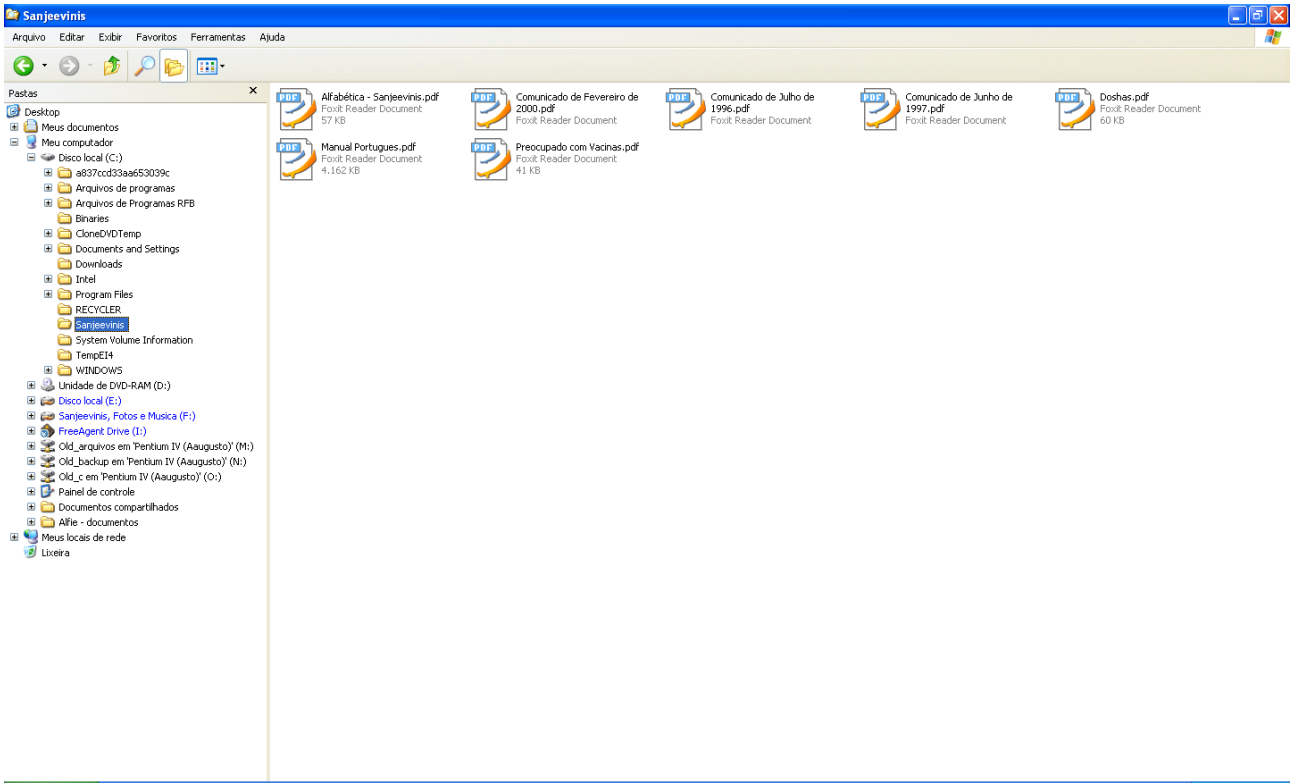 Sanjeevinis
Arquivo Editar Exibir Favoritos Ferramentas Ajuda
Pastas
Desktop
Meus documentos
Meu computador
Disco local (C:)
a837ccd33aa653039c
Arquivos de programas
Arquivos de Programas RFB
Binaries
CloneDVDTemp
Documents and Settings
Downloads
Intel
Program Files
RECYCLER
Sanjeevinis
System Volume Information
TempEI4
WINDOWS
Unidade de DVD-RAM (D:)
Disco local (E:)
Sanjeevinis, Fotos e Musica (F:)
FreeAgent Drive (I:)
Old_arquivos em 'Pentium IV (Aaugusto)' (M:)
Old_backup em 'Pentium IV (Aaugusto)' (N:)
Old_c em 'Pentium IV (Aaugusto)' (O:)
Painel de controle
Documentos compartilhados
Alfie - documentos
Meus locais de rede
Lixeira
PDF
Alfabética - Sanjeevinis.pdf
Foxit Reader Document
57 KB
PDF
Comunicado de Fevereiro de
2000.pdf
Foxit Reader Document
PDF
Comunicado de Julho de
1996.pdf
Foxit Reader Document
PDF
Comunicado de Junho de
1997.pdf
Foxit Reader Document
PDF
Doshas.pdf
Foxit Reader Document
60 KB
PDF
Manual Portugues.pdf
Foxit Reader Document
4.162 KB
PDF
Preocupado com Vacinas.pdf
Foxit Reader Document
41 KB